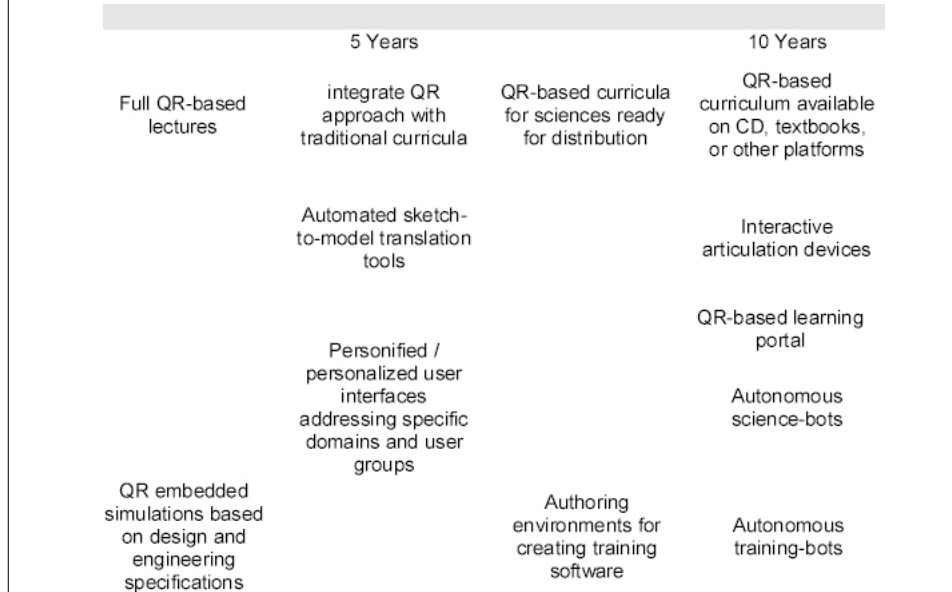 5 Years
10 Years
Full QR-based
lectures
integrate QR
approach with
traditional curricula
QR-based curricula
for sciences ready
for distribution
QR-based
curriculum available
on CD, textbooks,
or other platforms
Automated sketch-
to-model translation
tools
Interactive
articulation devices
QR-based learning
portal
Personified /
personalized user
interfaces
addressing specific
domains and user
groups
Autonomous
science-bots
QR embedded
simulations based
on design and
engineering
specifications
Authoring
environments for
creating training
software
Autonomous
training-bots